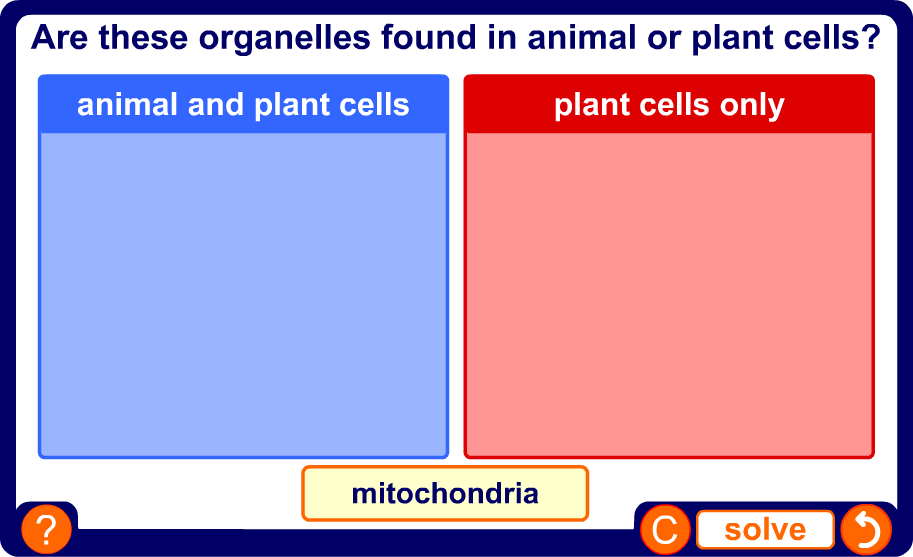 Are these organelles found in animal or plant cells?
animal and plant cells
plant cells only
mitochondria
?
C
solve